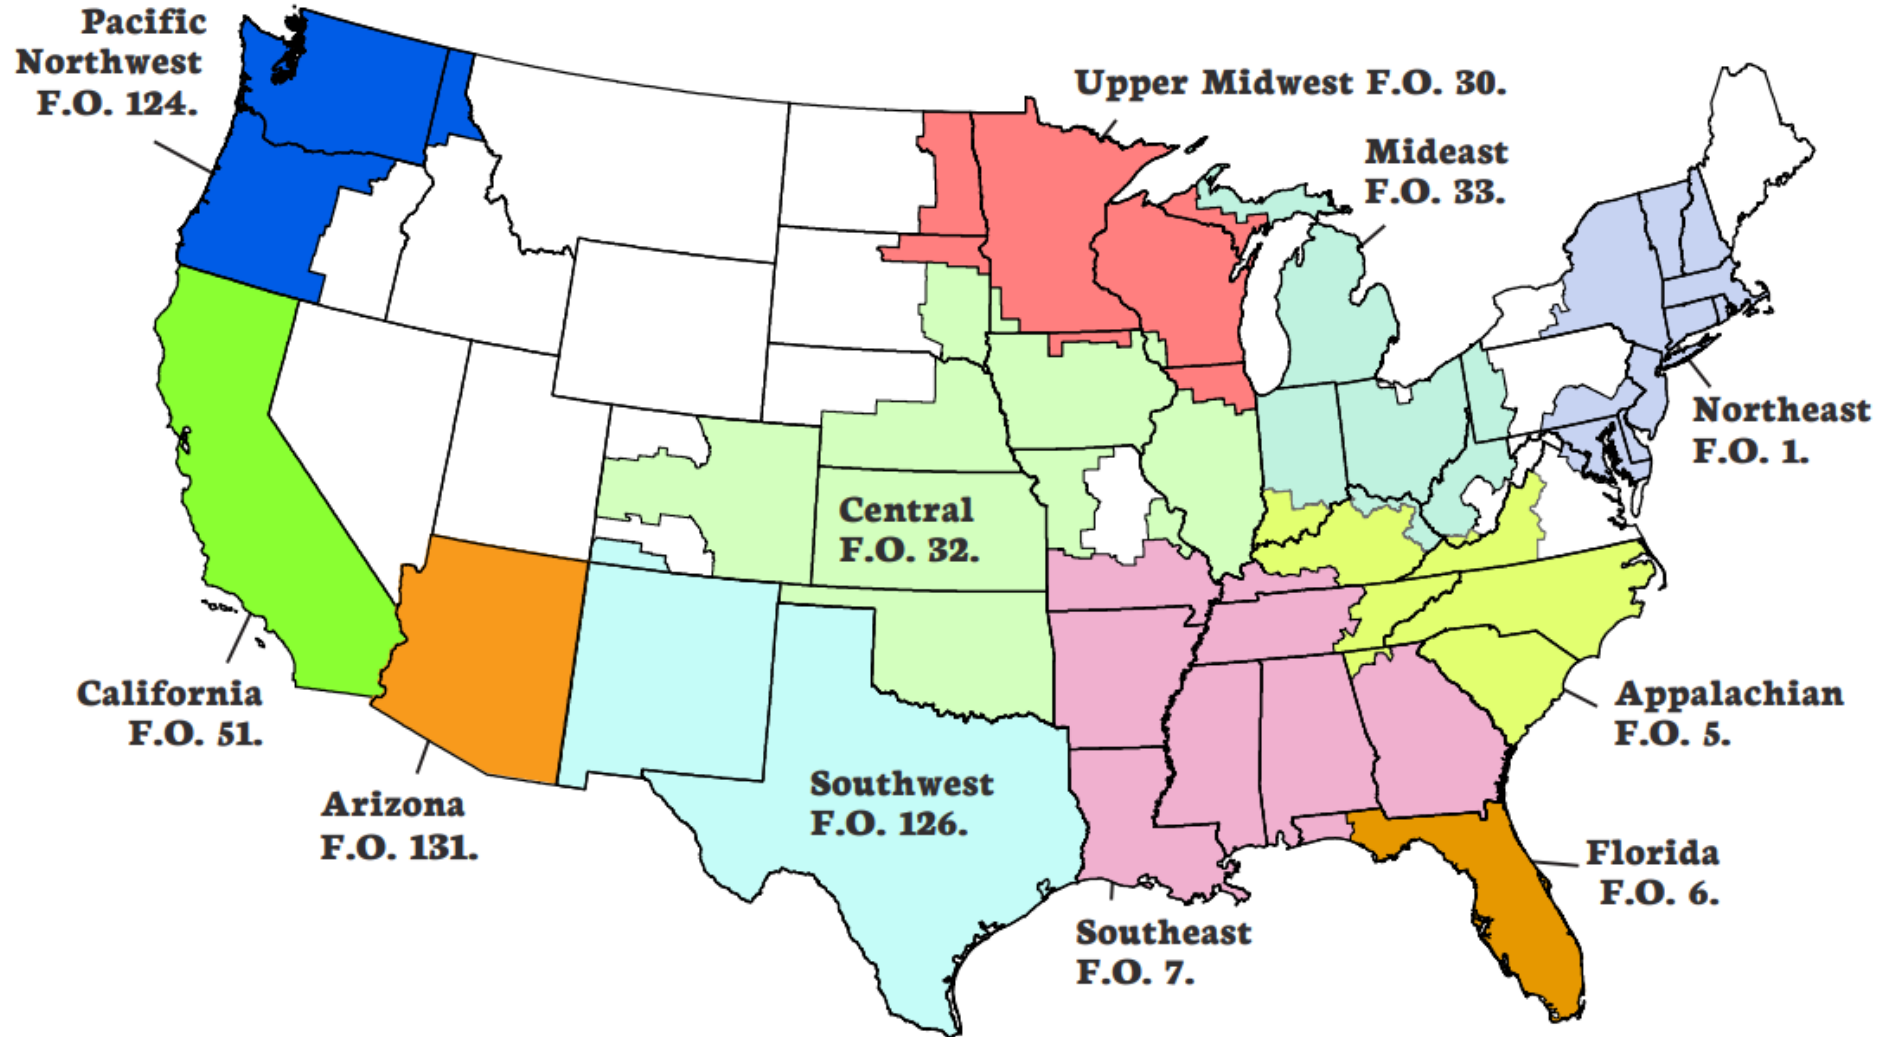 Pacific
Northwest
F.O. 124.
Upper Midwest F.O. 30.
Mideast
F.O. 33.
Northeast
F.O. 1.
Central
F.O. 32.
California
F.O. 51.
Appalachian
F.O. 5.
Arizona
F.O. 131.
Southwest
F.O. 126.
Florida
F.O. 6.
Southeast
F.O. 7.